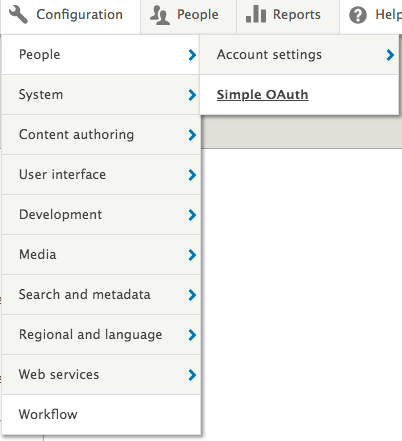 Configuration People Reports Help
People Account settings
System Simple OAuth
Content authoring
User interface
Development
Media
Search and metadata
Regional and language
Web services
Workflow